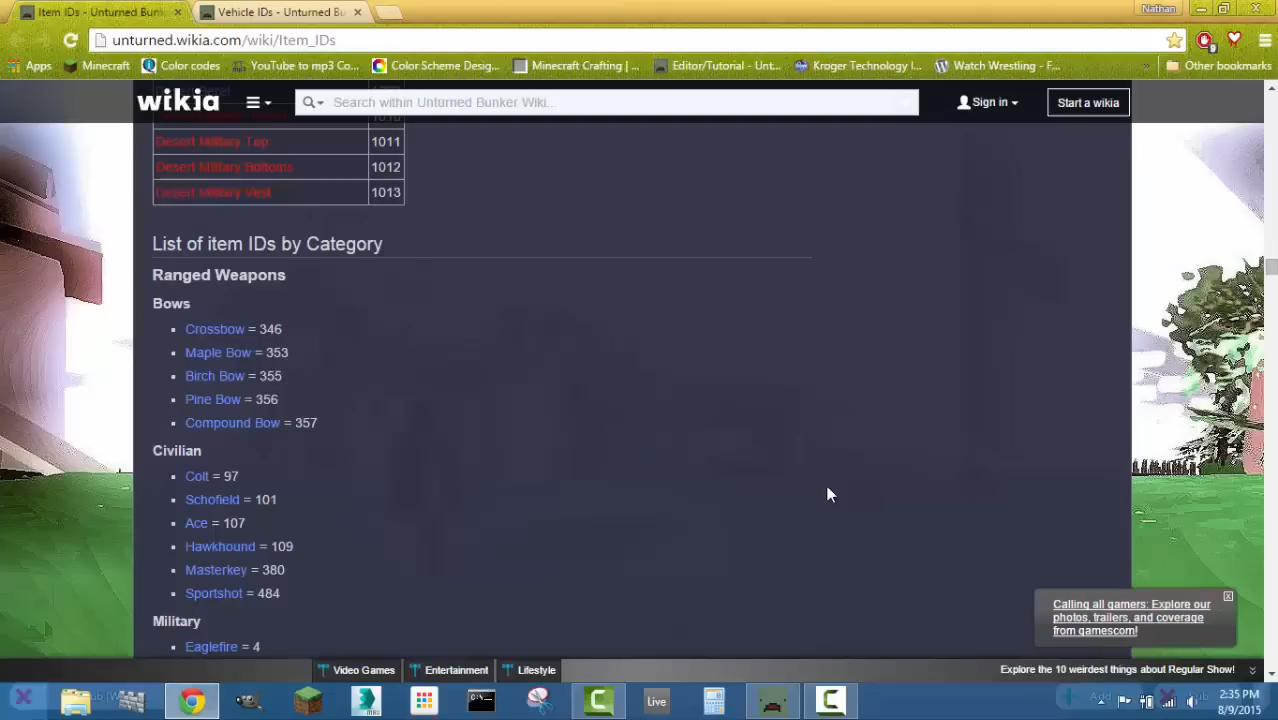 Item IDs - Unturned Bunk
Vehicle IDs - Unturned Bu
Nathan
unturned.wikia.com/wiki/Item_IDs
Apps
Minecraft
Color codes
YouTube to mp3 Co...
Color Scheme Desig...
Minecraft Crafting | ...
Editor/Tutorial - Unt...
Kroger Technology I...
Watch Wrestling - F...
Other bookmarks
wikia
Search within Unturned Bunker Wiki...
Sign in
Start a wikia
1010
Desert Military Top 1011
Desert Military Bottoms 1012
Desert Military Vest 1013
List of item IDs by Category
Ranged Weapons
Bows
Crossbow = 346
Maple Bow = 353
Birch Bow = 355
Pine Bow = 356
Compound Bow = 357
Civilian
Colt = 97
Schofield = 101
Ace = 107
Hawkhound = 109
Masterkey = 380
Sportshot = 484
Military
Eaglefire = 4
Calling all gamers: Explore our
photos, trailers, and coverage
from gamescom!
Video Games
Entertainment
Lifestyle
Explore the 10 weirdest things about Regular Show!
Live
Add
2:35 PM
8/9/2015